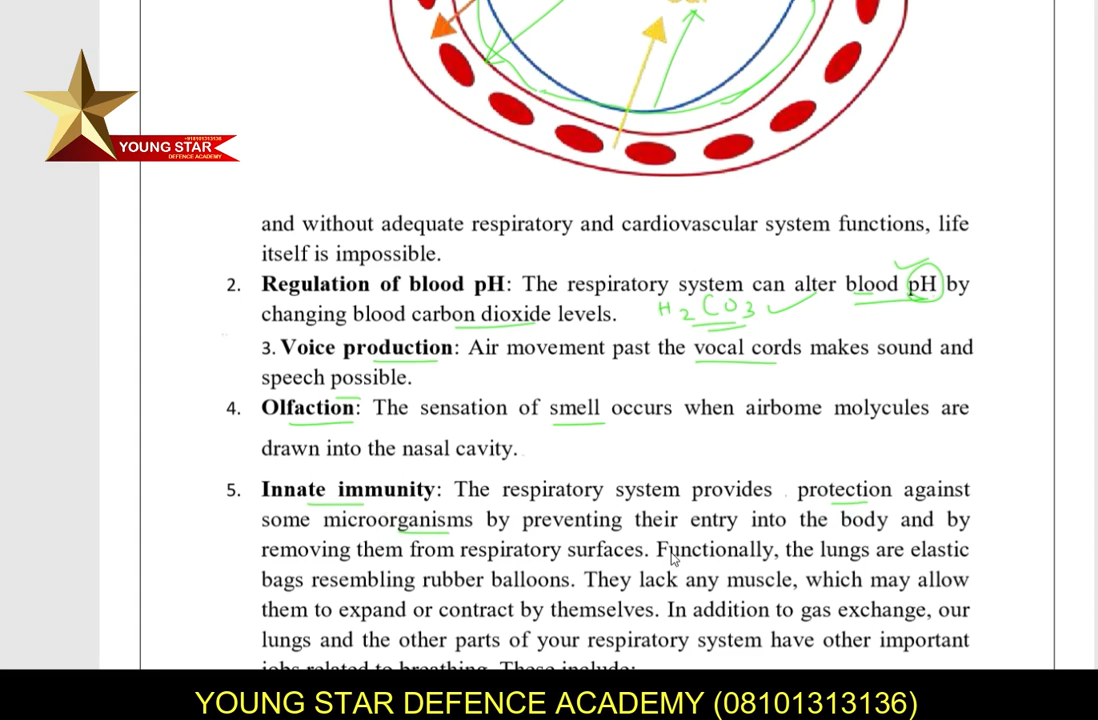 +918101313136
YOUNG STAR
DEFENCE ACADEMY
and without adequate respiratory and cardiovascular system functions, life
itself is impossible.
2. Regulation of blood pH: The respiratory system can alter blood pH by
changing blood carbon dioxide levels. H2CO3
3. Voice production: Air movement past the vocal cords makes sound and
speech possible.
4. Olfaction: The sensation of smell occurs when airbome molycules are
drawn into the nasal cavity.
5. Innate immunity: The respiratory system provides protection against
some microorganisms by preventing their entry into the body and by
removing them from respiratory surfaces. Functionally, the lungs are elastic
bags resembling rubber balloons. They lack any muscle, which may allow
them to expand or contract by themselves. In addition to gas exchange, our
lungs and the other parts of your respiratory system have other important
jobs related to breathing. These include:
YOUNG STAR DEFENCE ACADEMY (08101313136)